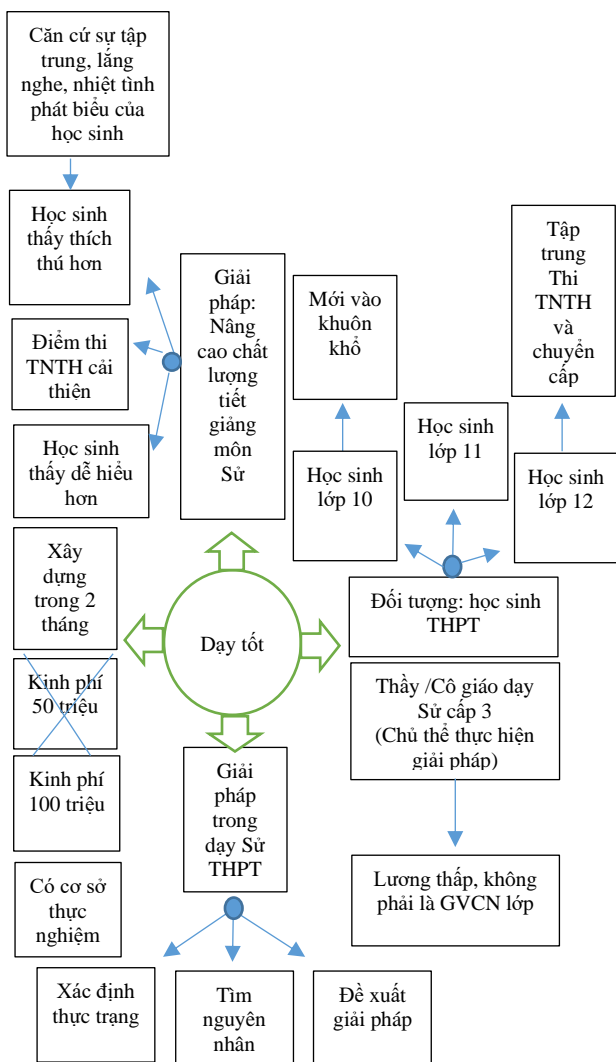 Căn cứ sự tập
trung, lắng
nghe, nhiệt tình
phát biểu của
học sinh
Học sinh
thấy thích
thú hơn
Điểm thi
TNTH cải
thiện
Học sinh
thấy dễ hiểu
hơn
Giải
pháp:
Nâng
cao chất
lượng
tiết
giảng
môn
Sử
Mới vào
khuôn
khổ
Học sinh
lớp 10
Học sinh
lớp 11
Tập
trung
Thi
TNTH
và
chuyển
cấp
Học sinh
lớp 12
Xây
dựng
trong 2
tháng
Kinh phí
50 triệu
Kinh phí
100 triệu
Có cơ sở
thực
nghiệm
Dạy tốt
Đối tượng: học sinh
THPT
Thầy /Cô giáo dạy
Sử cấp 3
(Chủ thể thực hiện
giải pháp)
Lương thấp, không
phải là GVCN lớp
Giải
pháp
trong
dạy Sử
THPT
Xác định
thực trạng
Tìm
nguyên
nhân
Đề xuất
giải pháp